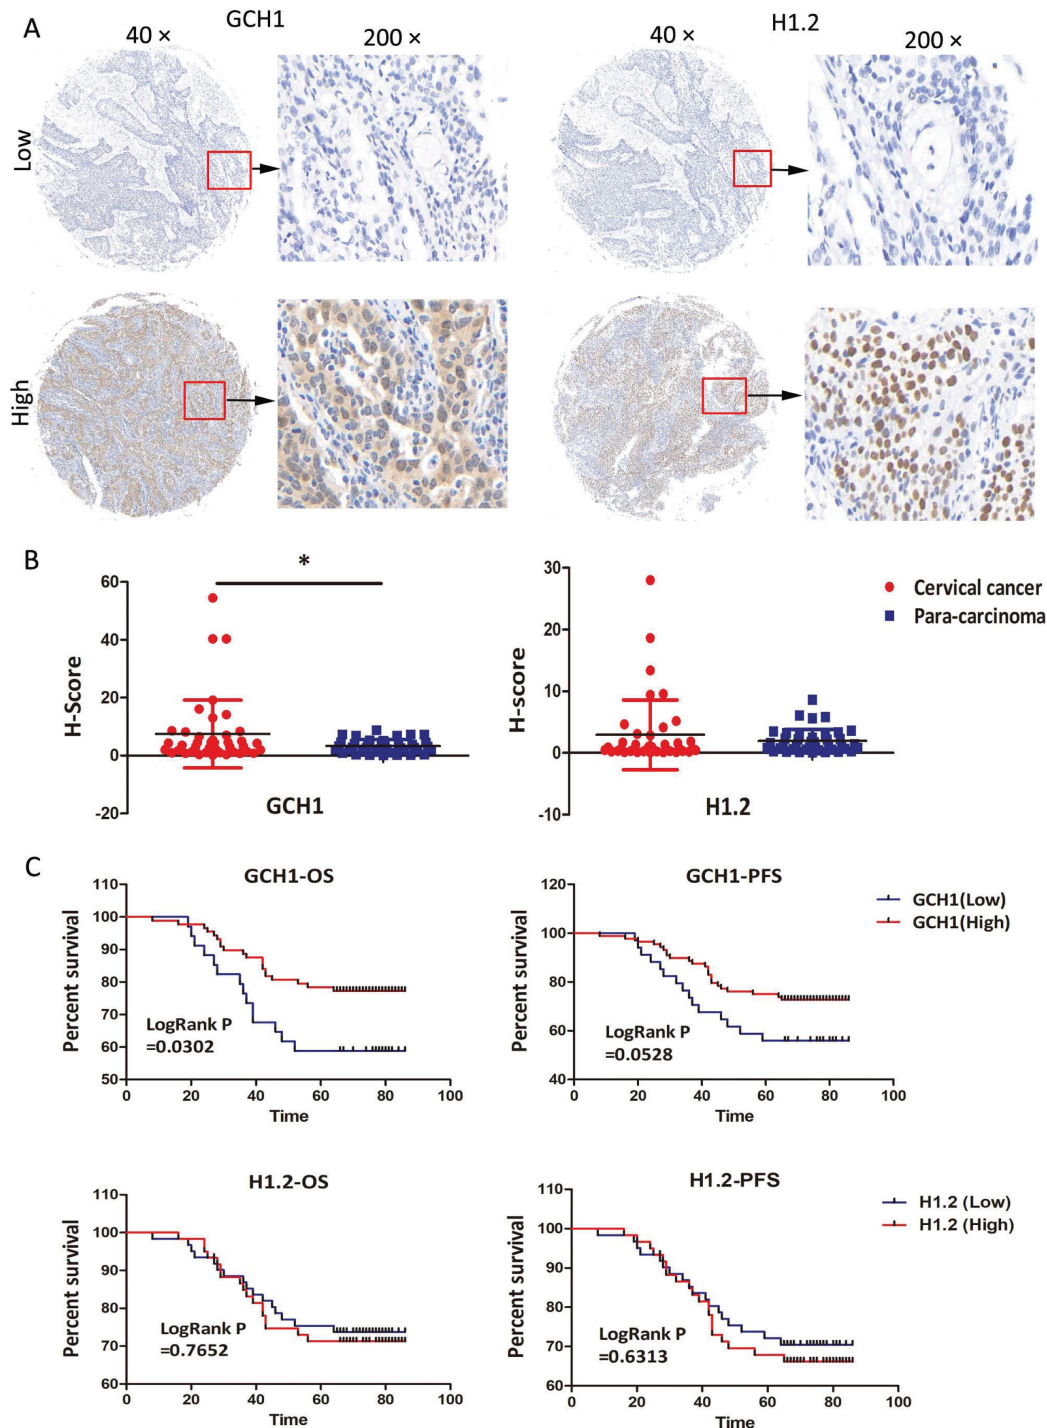 A
GCH1
H1.2
40 ×
200 ×
40 ×
200 ×
Low
High
B
*
60
40
20
0
-20
H-Score
GCH1
30
20
10
0
-10
H-score
H1.2
Cervical cancer
Para-carcinoma
C
GCH1-OS
110
100
90
80
70
60
50
Percent survival
LogRank P
=0.0302
0 20 40 60 80 100
Time
GCH1-PFS
120
100
80
60
40
Percent survival
LogRank P
=0.0528
0 20 40 60 80 100
Time
GCH1(Low)
GCH1(High)
H1.2-OS
110
100
90
80
70
60
Percent survival
LogRank P
=0.7652
0 20 40 60 80 100
Time
H1.2-PFS
110
100
90
80
70
60
Percent survival
LogRank P
=0.6313
0 20 40 60 80 100
Time
H1.2 (Low)
H1.2 (High)